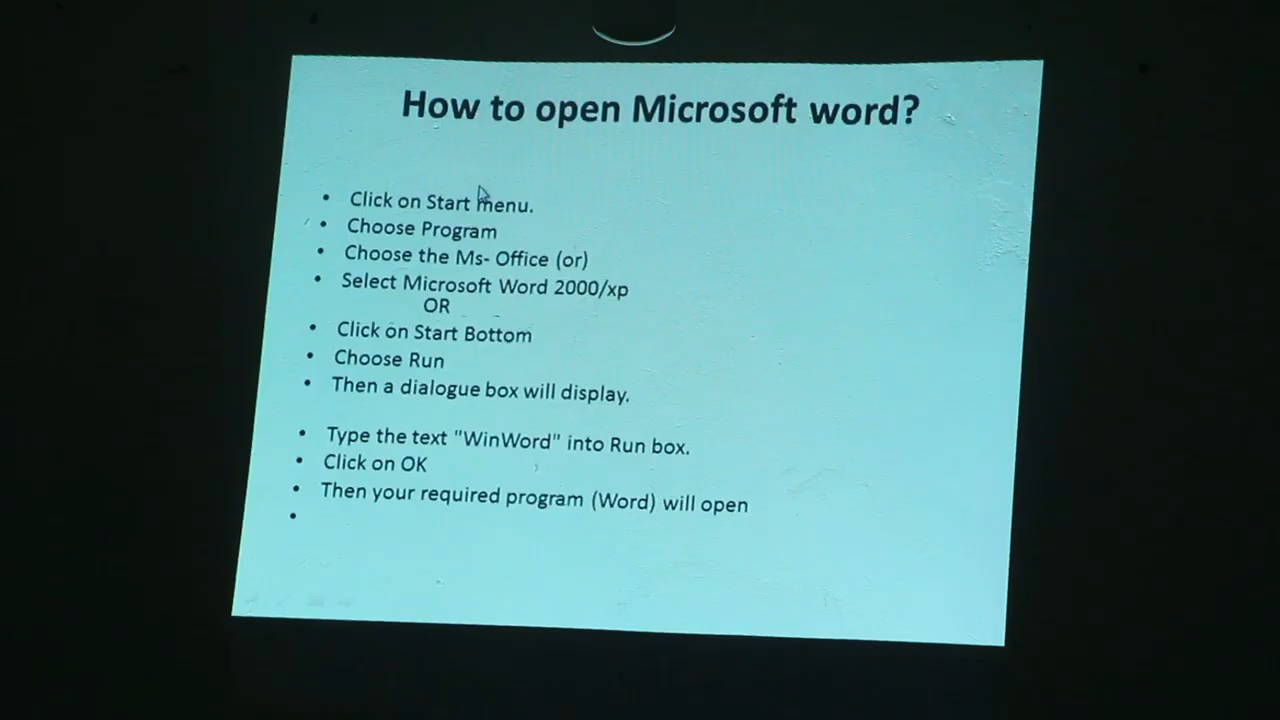 How to open Microsoft word?
• Click on Start menu.
• Choose Program
• Choose the Ms- Office (or)
• Select Microsoft Word 2000/xp
OR
• Click on Start Bottom
• Choose Run
• Then a dialogue box will display.
• Type the text "WinWord" into Run box.
• Click on OK
• Then your required program (Word) will open
•